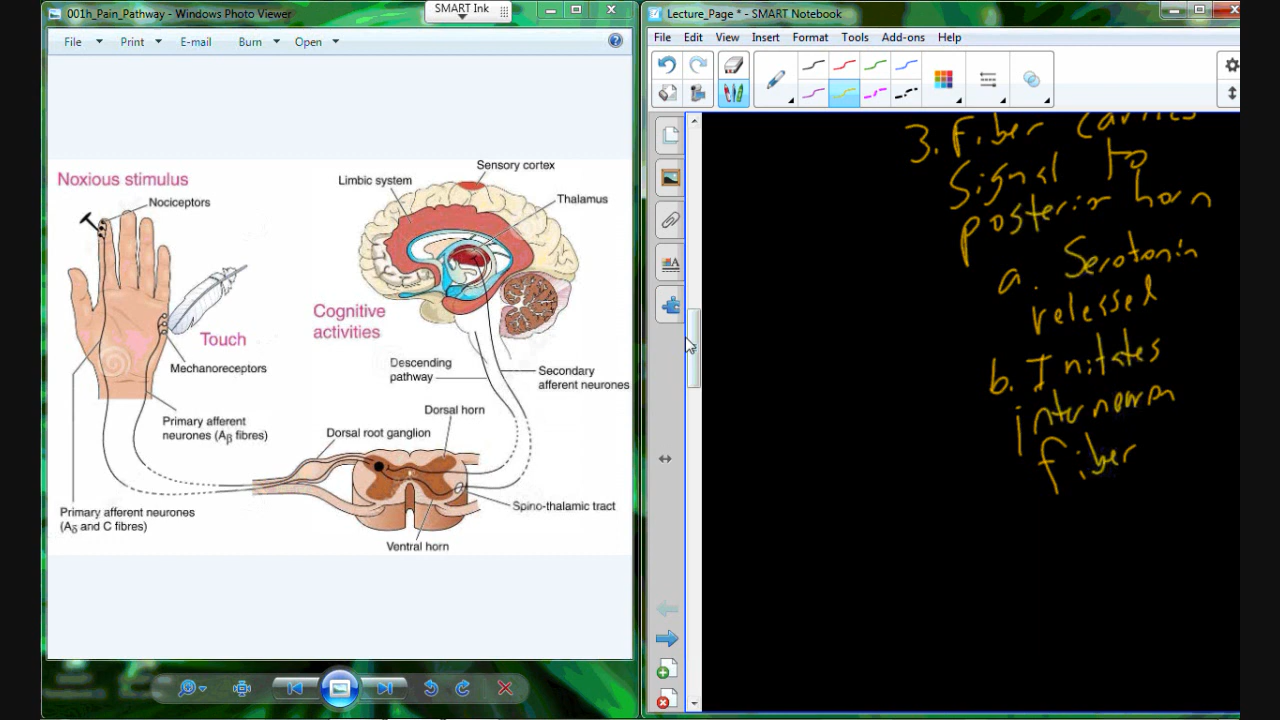 001h_Pain_Pathway - Windows Photo Viewer
SMART Ink
File Print E-mail Burn Open
Noxious stimulus
Nociceptors
Touch
Mechanoreceptors
Primary afferent
neurones (Aβ fibres)
Primary afferent neurones
(Aδ and C fibres)
Limbic system
Sensory cortex
Thalamus
Cognitive
activities
Descending
pathway
Secondary
afferent neurones
Dorsal horn
Dorsal root ganglion
Spino-thalamic tract
Ventral horn
Lecture_Page * - SMART Notebook
File Edit View Insert Format Tools Add-ons Help
3. Fiber carries
signal to
posterior horn
a. Serotonin
relessel
b. Initates
interneuron
fiber